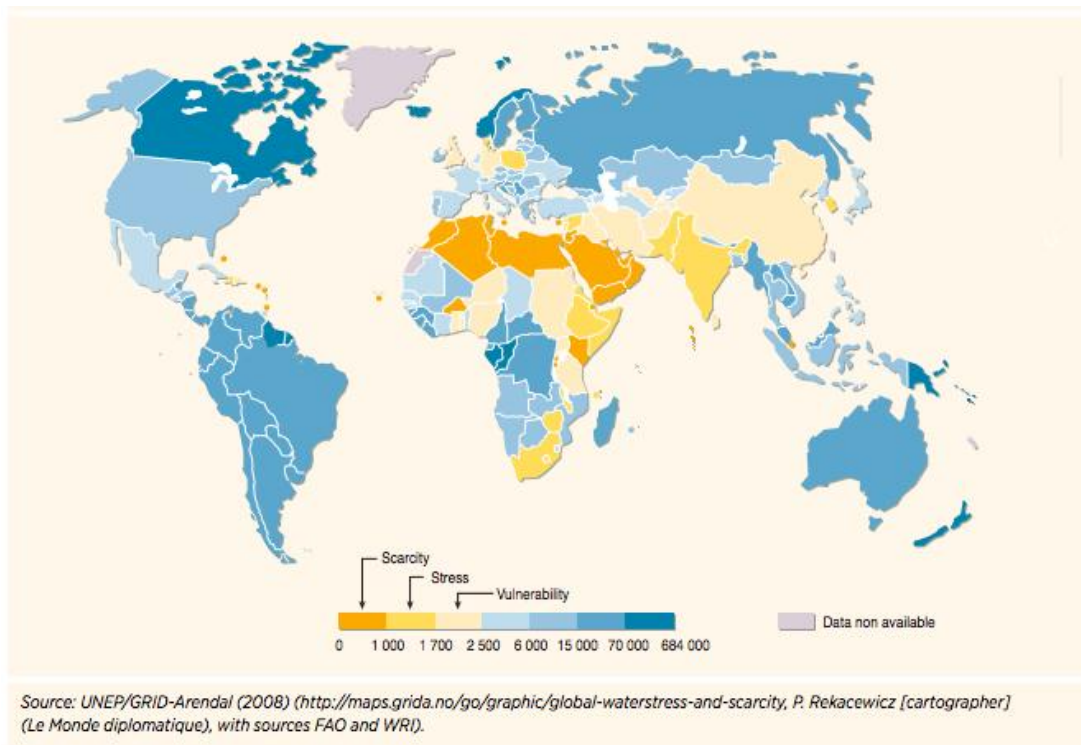 Scarcity
Stress
Vulnerability
0 1 000 1 700 2 500 6 000 15 000 70 000 684 000
Data non available
Source: UNEP/GRID-Arendal (2008) (http://maps.grida.no/go/graphic/global-waterstress-and-scarcity, P. Rekacewicz [cartographer]
(Le Monde diplomatique), with sources FAO and WRI).